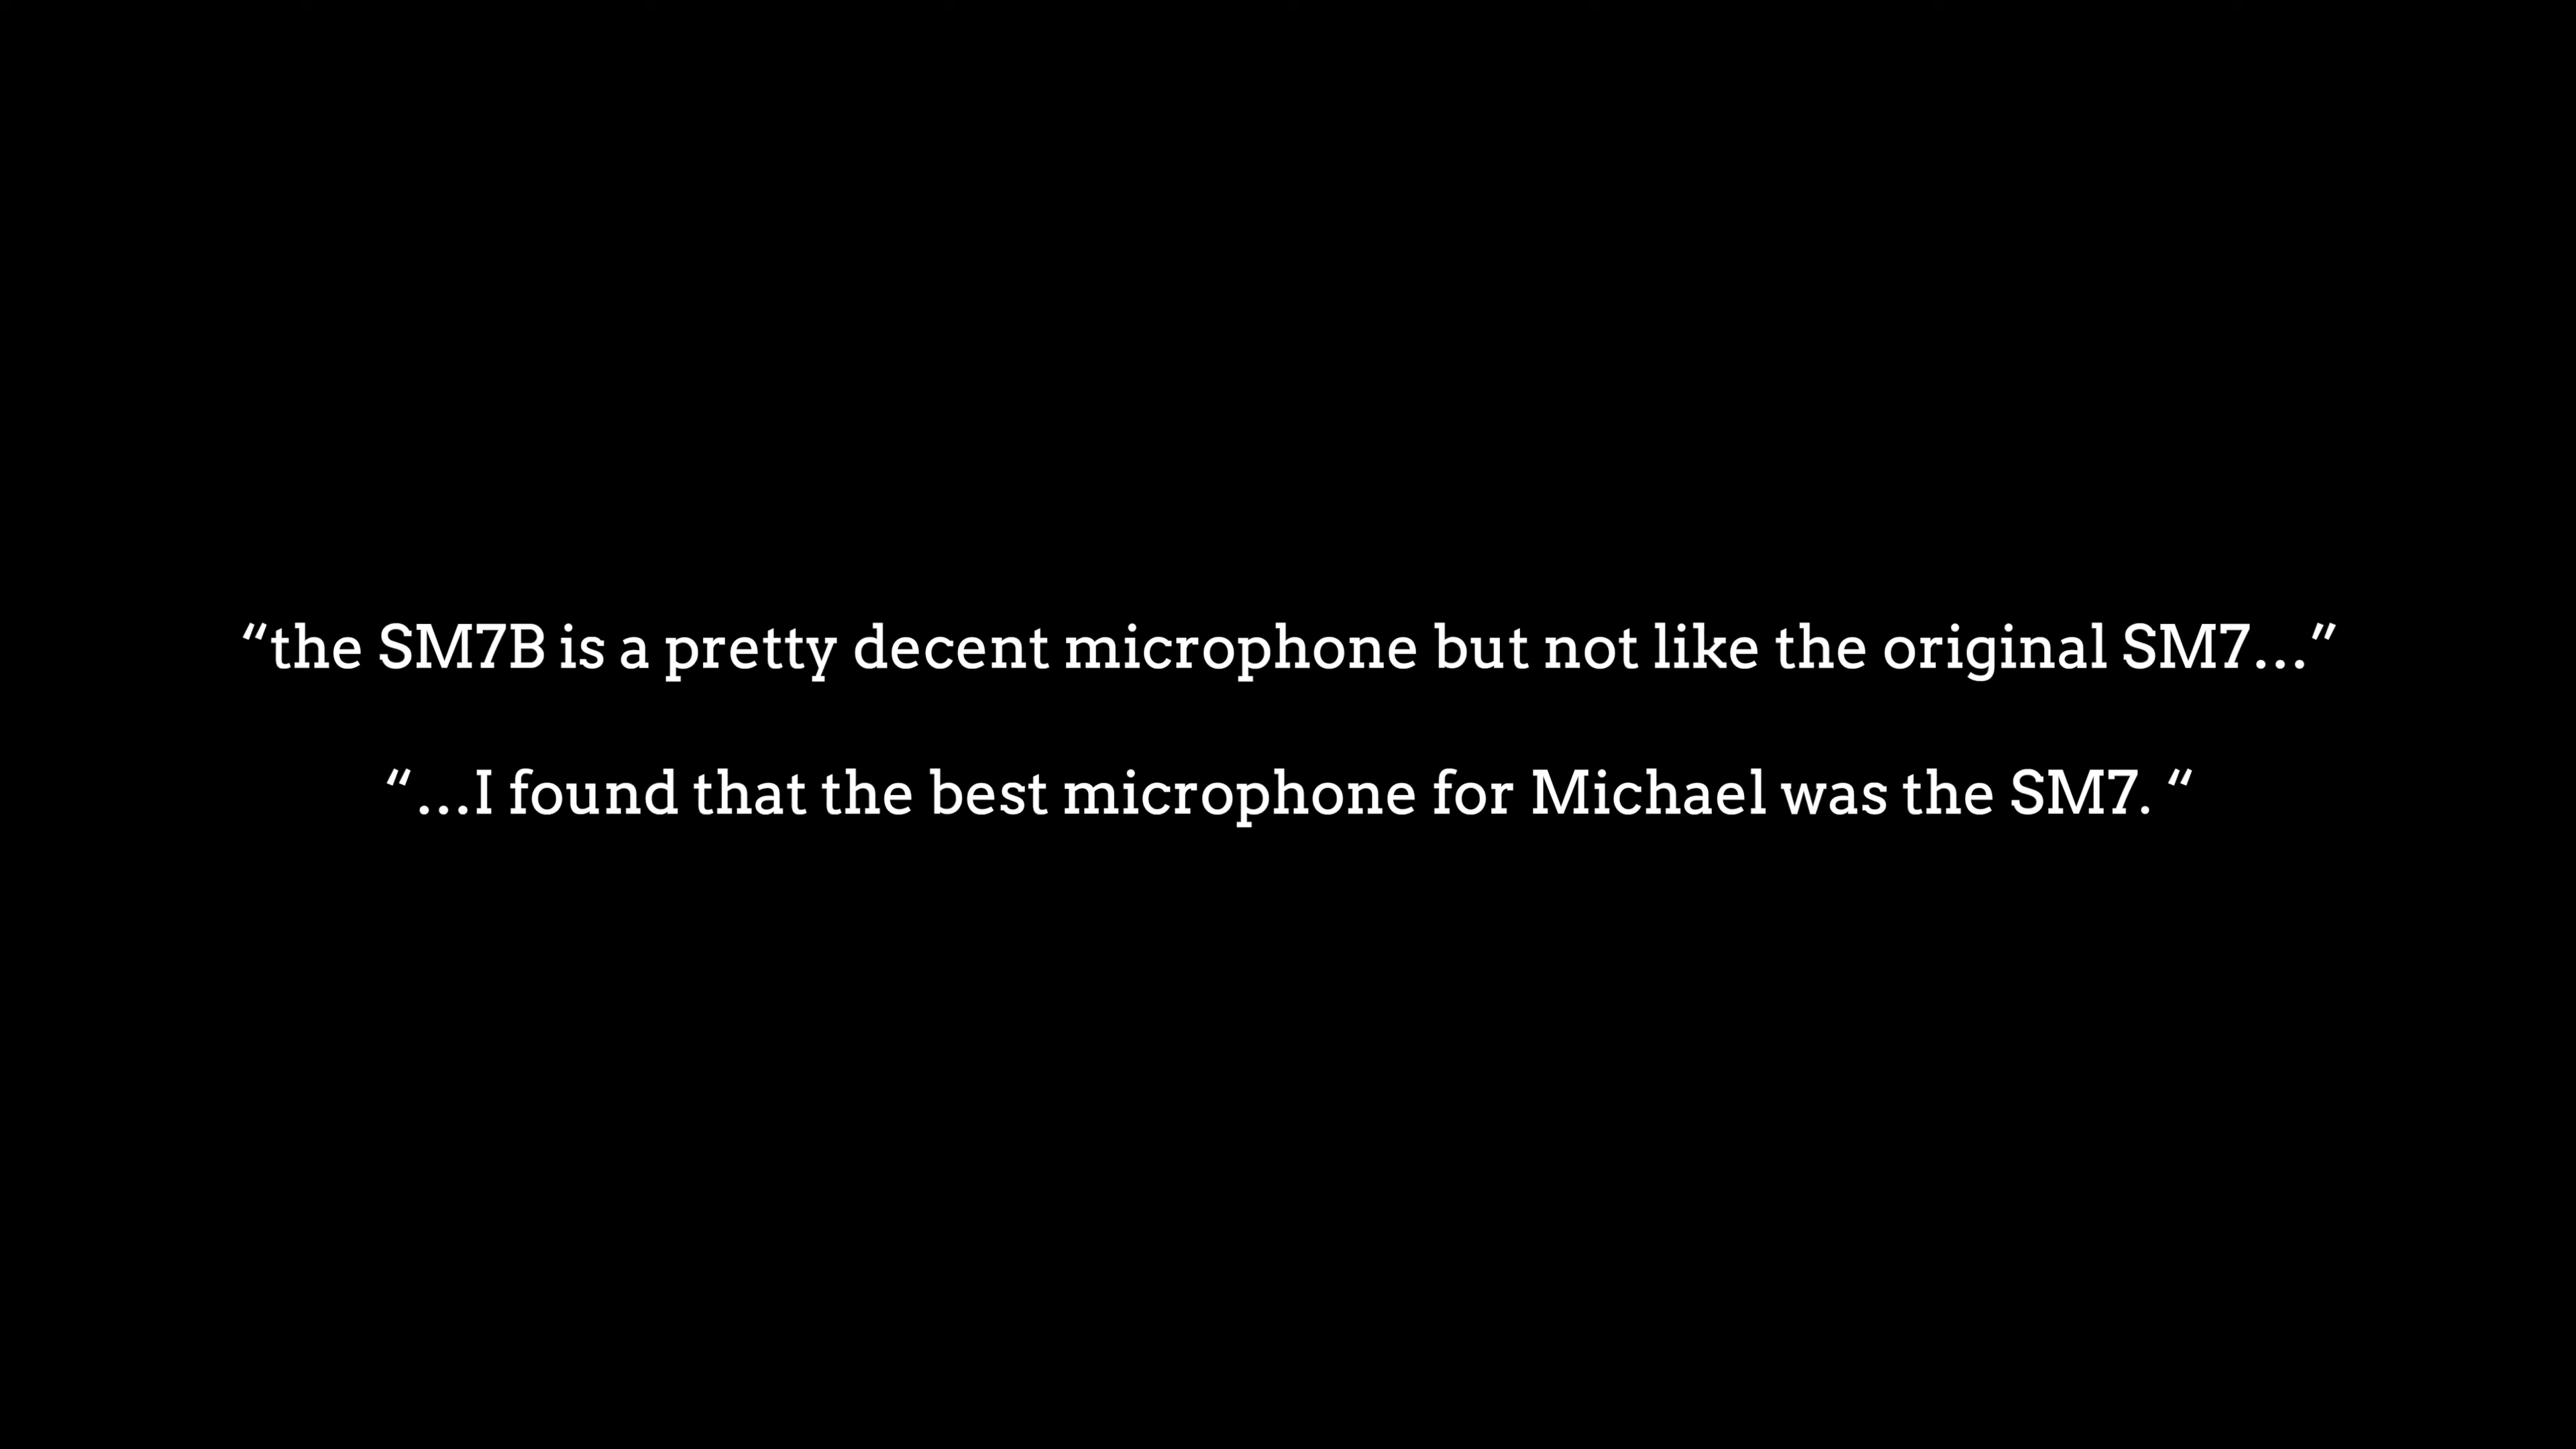 “the SM7B is a pretty decent microphone but not like the original SM7...”
“...I found that the best microphone for Michael was the SM7. “